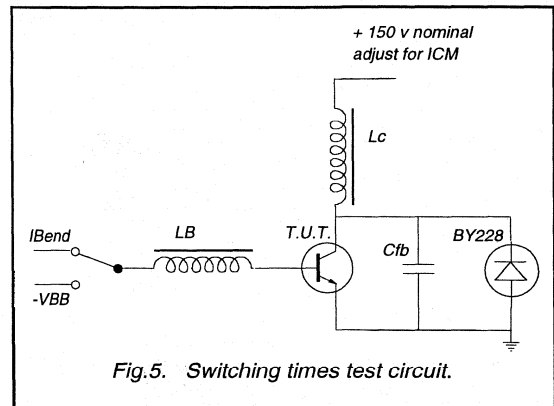 + 150 v nominal
adjust for ICM
Lc
IBend
LB
T.U.T.
Cfb
BY228
-VBB
Fig.5. Switching times test circuit.